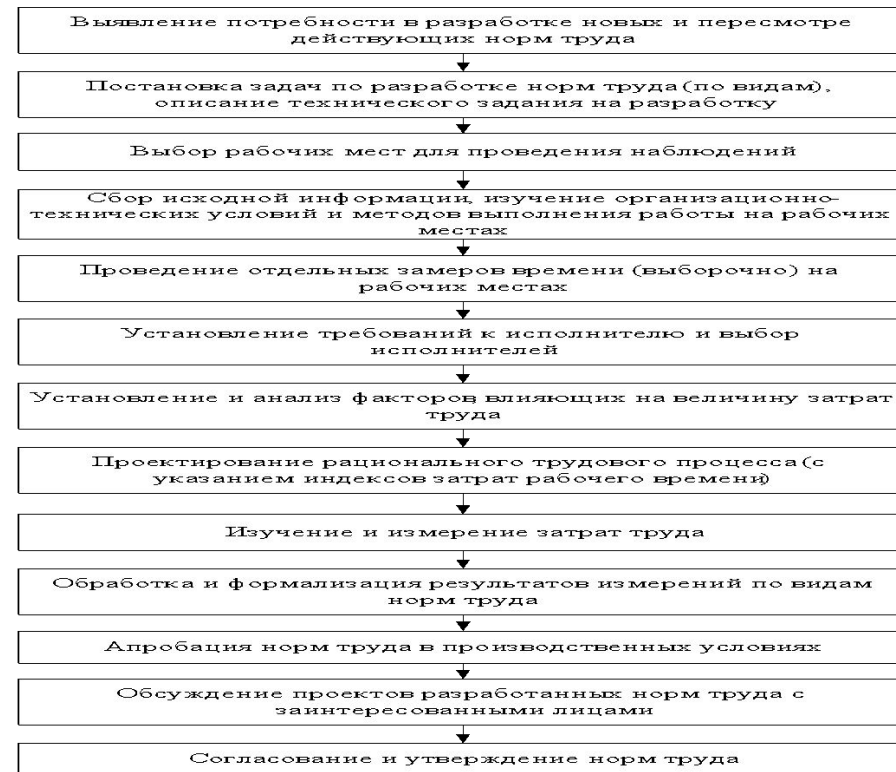 Выявление потребности в разработке новых и пересмотре
действующих норм труда
Постановка задач по разработке норм труда (по видам),
описание технического задания на разработку
Выбор рабочих мест для проведения наблюдений
Сбор исходной информации, изучение организационно-
технических условий и методов выполнения работы на рабочих
местах
Проведение отдельных замеров времени (выборочно) на
рабочих местах
Установление требований к исполнителю и выбор
исполнителей
Установление и анализ факторов, влияющих на величину затрат
труда
Проектирование рационального трудового процесса (с
указанием индексов затрат рабочего времени)
Изучение и измерение затрат труда
Обработка и формализация результатов измерений по видам
норм труда
Апробация норм труда в производственных условиях
Обсуждение проектов разработанных норм труда с
заинтересованными лицами
Согласование и утверждение норм труда